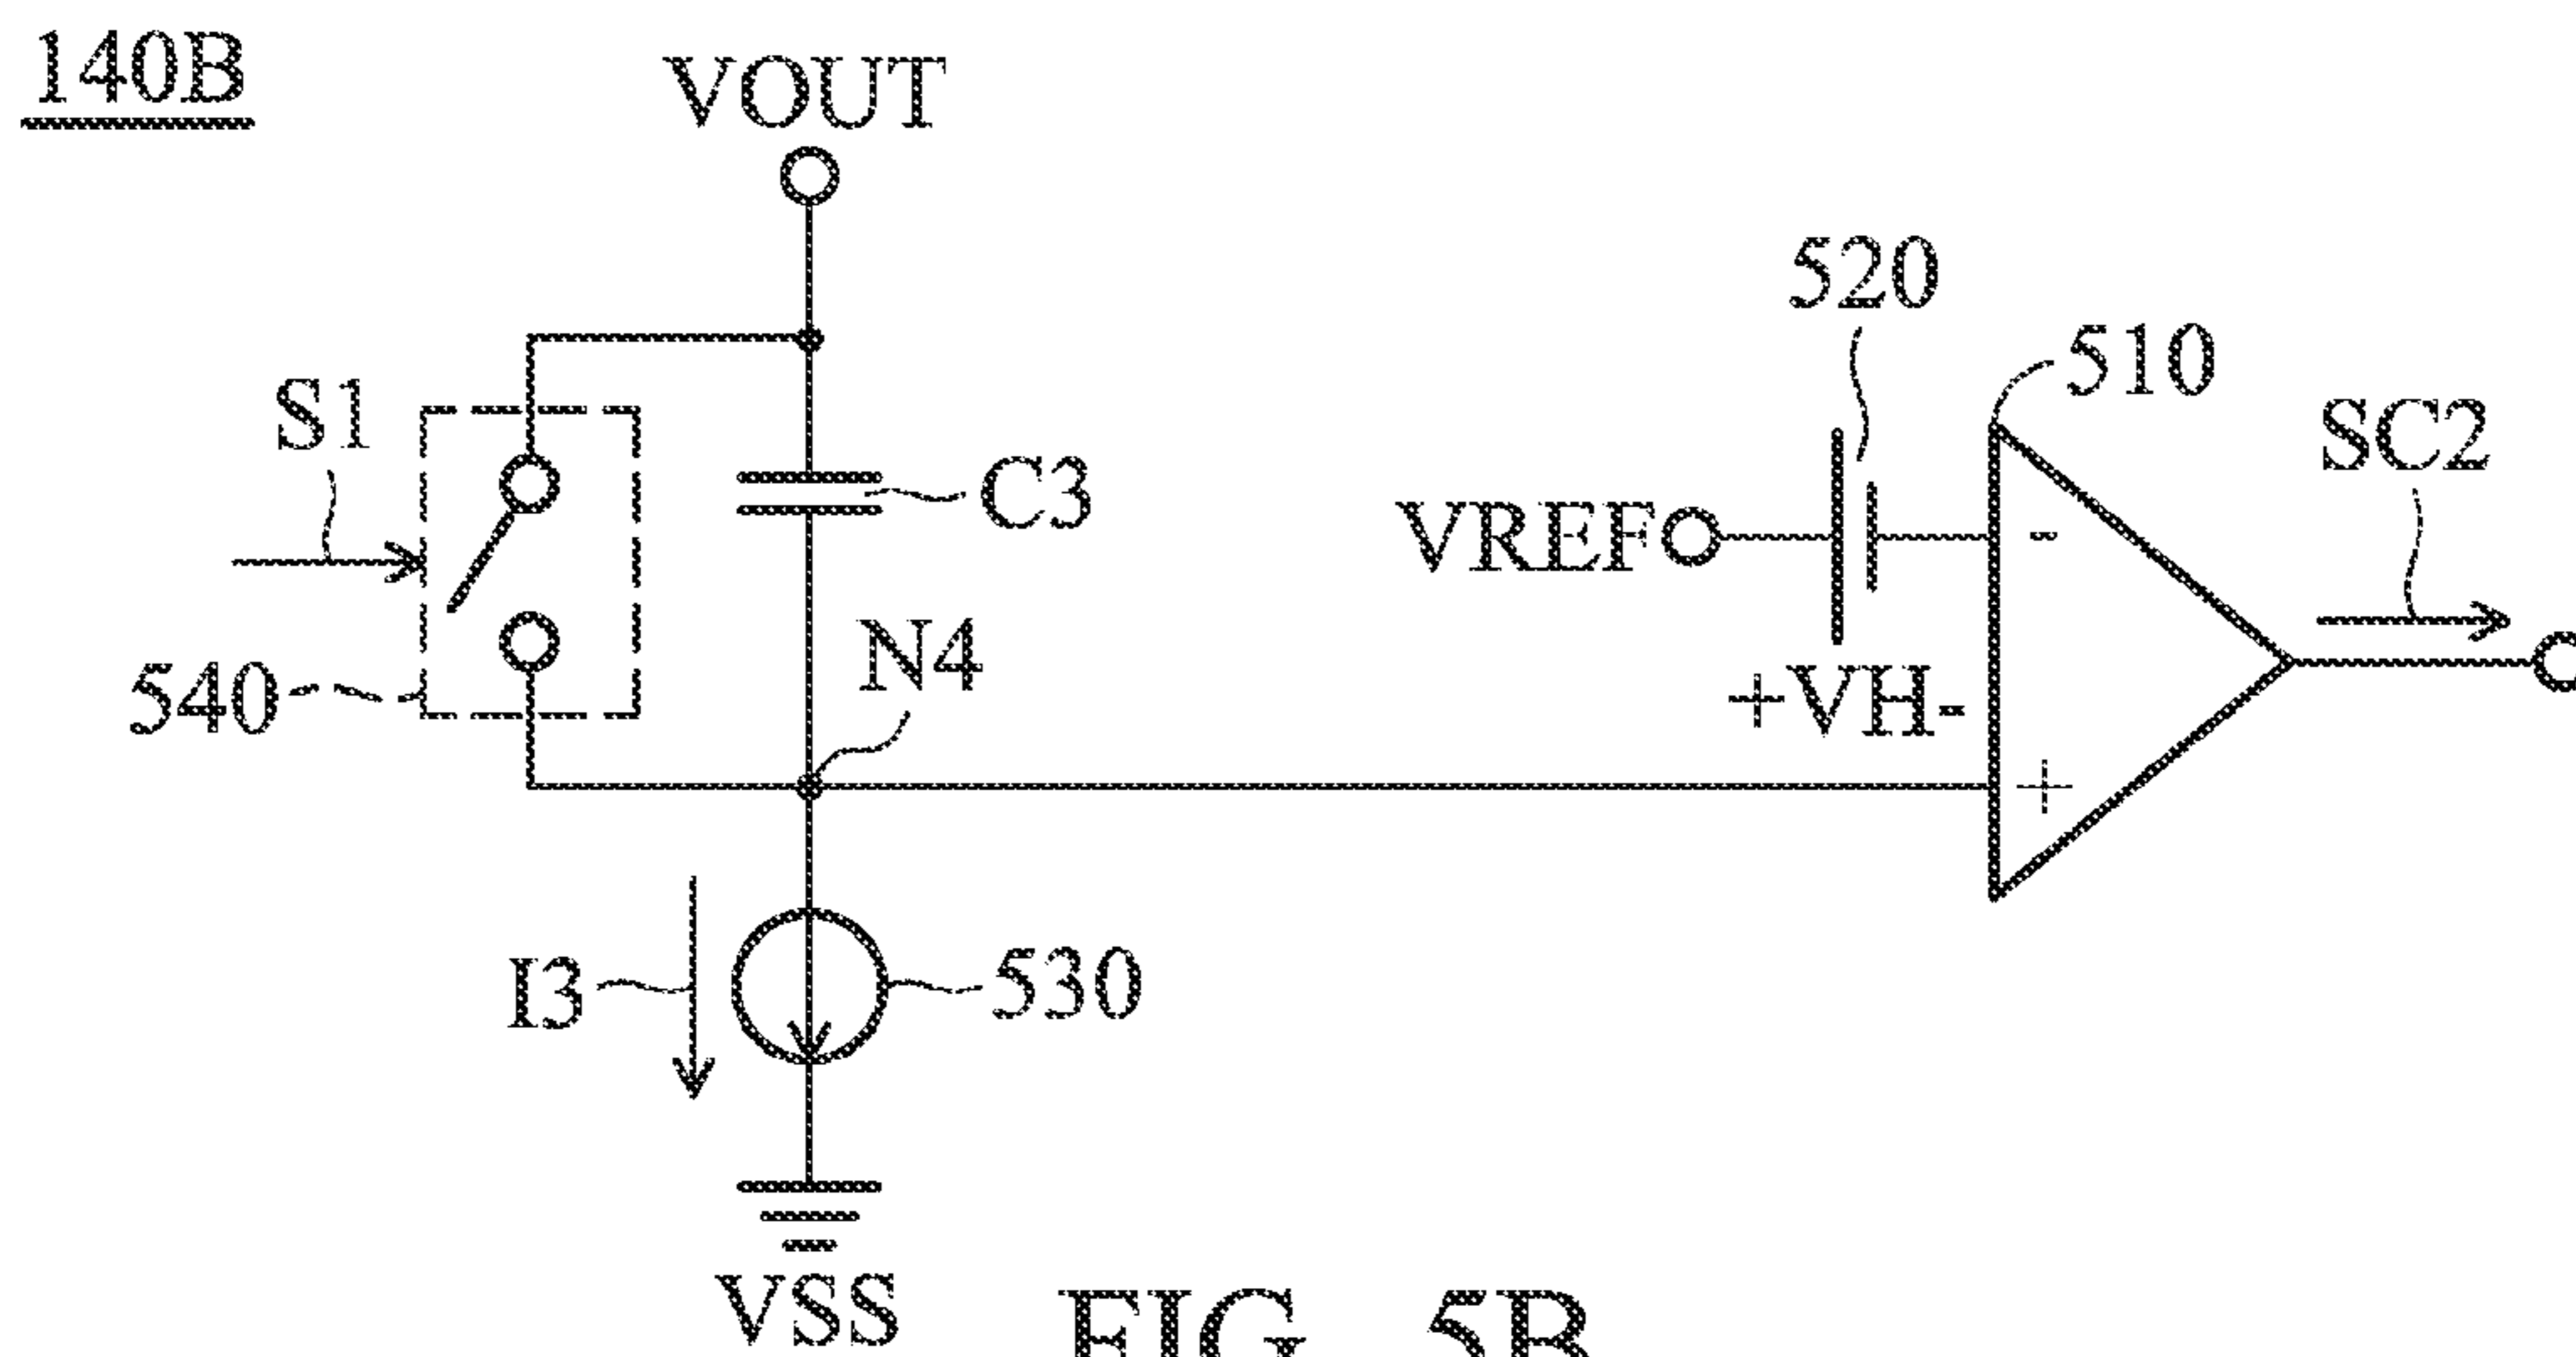 140B
VOUT
520
510
S1
SC2
C3
VREF
-
N4
540
+VH-
+
I3
530
VSS
FIG. 5B